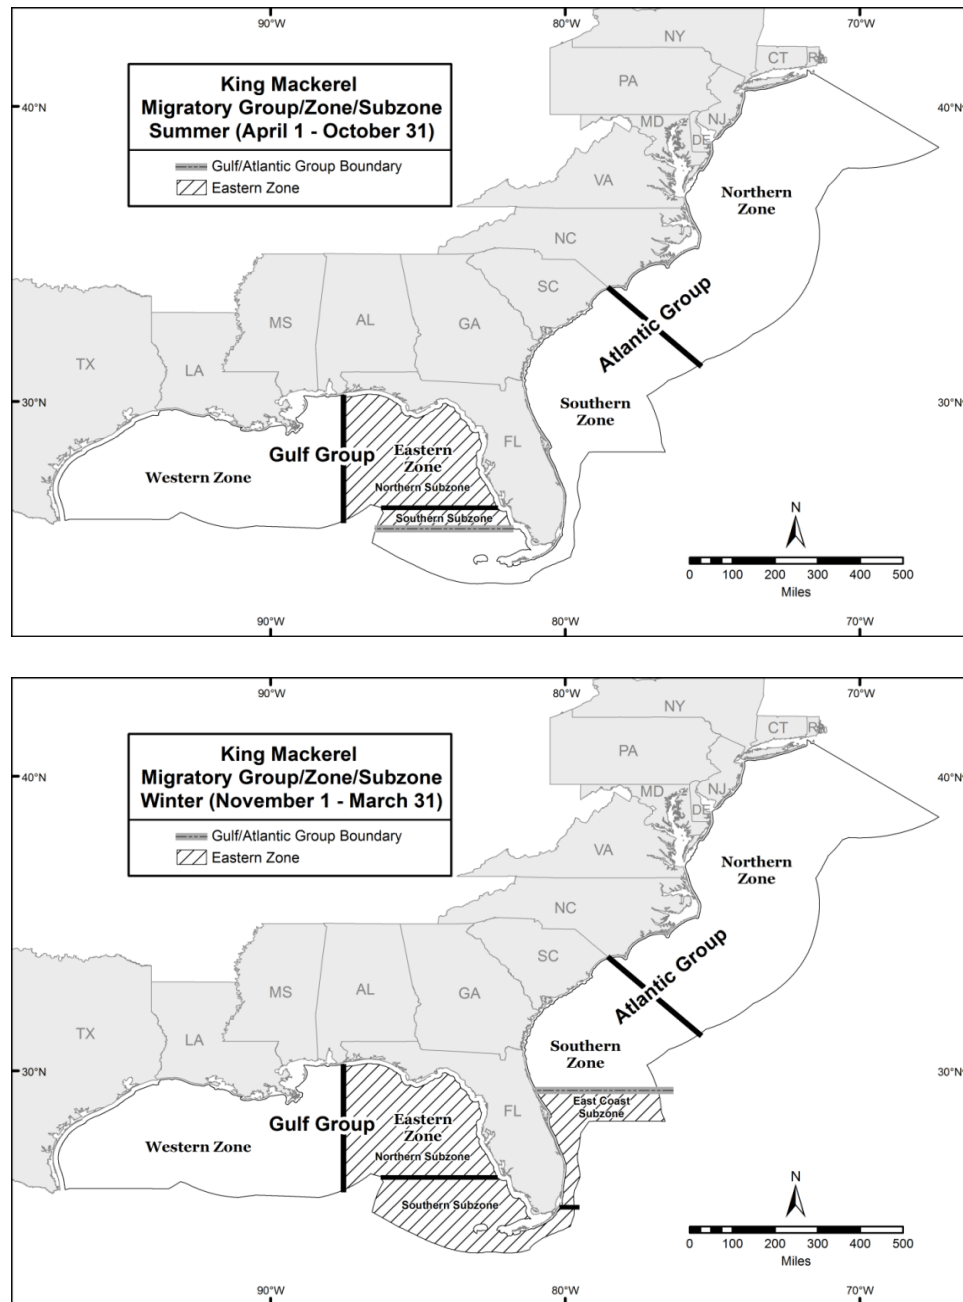 90°W 80°W 70°W
NY
CT RI
King Mackerel
Migratory Group/Zone/Subzone
Summer (April 1 - October 31)
PA
40°N 40°N
NJ
MD
DE
Gulf/Atlantic Group Boundary
Eastern Zone
VA
Northern
Zone
NC
SC
Atlantic Group
MS AL GA
TX
LA
30°N 30°N
Southern
Zone
FL
Gulf Group
Eastern
Zone
Western Zone
Northern Subzone
Southern Subzone
N
0 100 200 300 400 500
Miles
90°W 80°W 70°W
90°W 80°W 70°W
NY
CT RI
King Mackerel
Migratory Group/Zone/Subzone
Winter (November 1 - March 31)
PA
40°N 40°N
NJ
MD
DE
Gulf/Atlantic Group Boundary
Eastern Zone
VA
Northern
Zone
NC
SC
Atlantic Group
MS AL GA
TX
LA
Southern
Zone
30°N 30°N
East Coast
Subzone
FL
Gulf Group
Eastern
Zone
Western Zone
Northern Subzone
Southern Subzone
N
0 100 200 300 400 500
Miles
90°W 80°W 70°W